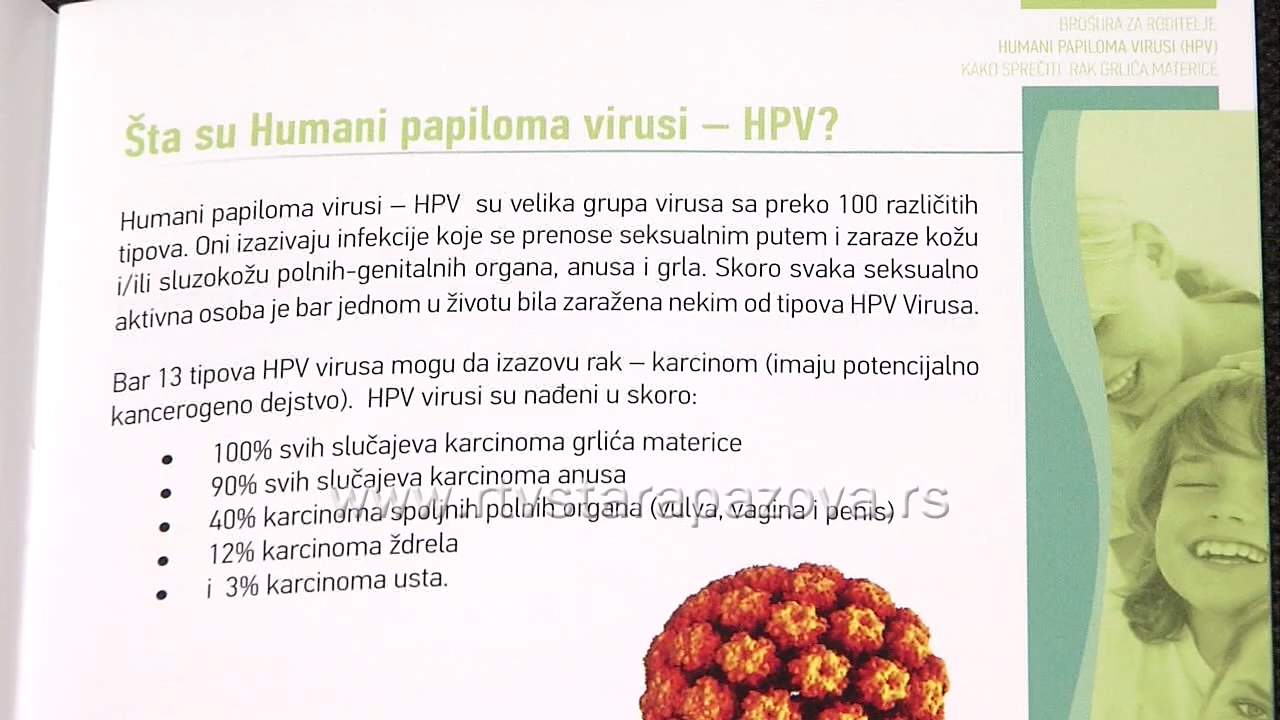 BROŠURA ZA RODITELJE
HUMANI PAPILOMA VIRUSI (HPV)
KAKO SPREČITI RAK GRLIĆA MATERICE
Šta su Humani papiloma virusi – HPV?
Humani papiloma virusi – HPV su velika grupa virusa sa preko 100 različitih
tipova. Oni izazivaju infekcije koje se prenose seksualnim putem i zaraze kožu
i/ili sluzokožu polnih-genitalnih organa, anusa i grla. Skoro svaka seksualno
aktivna osoba je bar jednom u životu bila zaražena nekim od tipova HPV Virusa.
Bar 13 tipova HPV virusa mogu da izazovu rak – karcinom (imaju potencijalno
kancerogeno dejstvo). HPV virusi su nađeni u skoro:
• 100% svih slučajeva karcinoma grlića materice
• 90% svih slučajeva karcinoma anusa
www.rtvstarapazova.rs
• 40% karcinoma spoljnih polnih organa (vulva, vagina i penis)
• 12% karcinoma ždrela
• i 3% karcinoma usta.